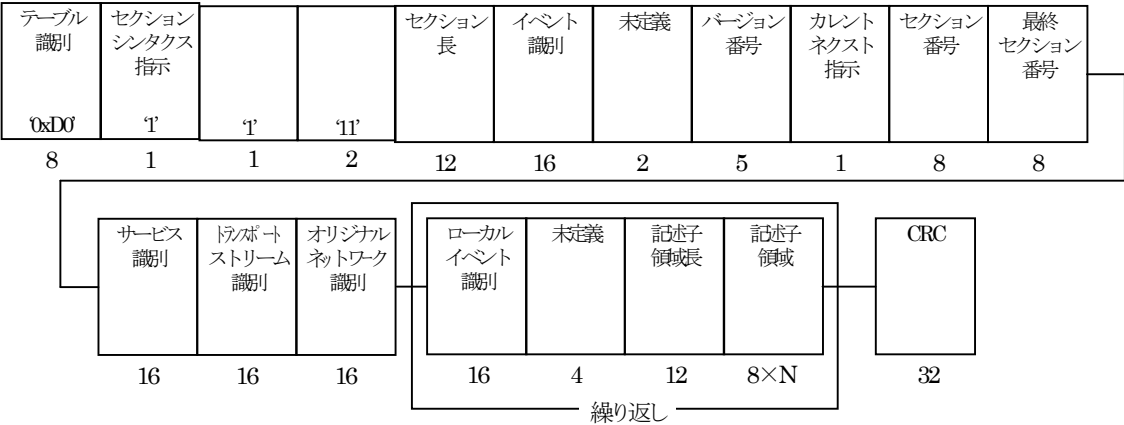 テーブル
識別
'0xD0'
8
セクション
シンタクス
指示
'1'
1
'1'
1
'11'
2
セクション
長
12
イベント
識別
16
未定義
2
バージョン
番号
5
カレント
ネクスト
指示
1
セクション
番号
8
最終
セクション
番号
8
サービス
識別
16
トランスポート
ストリーム
識別
16
オリジナル
ネットワーク
識別
16
ローカル
イベント
識別
16
未定義
4
記述子
領域長
12
記述子
領域
8×N
繰り返し
CRC
32